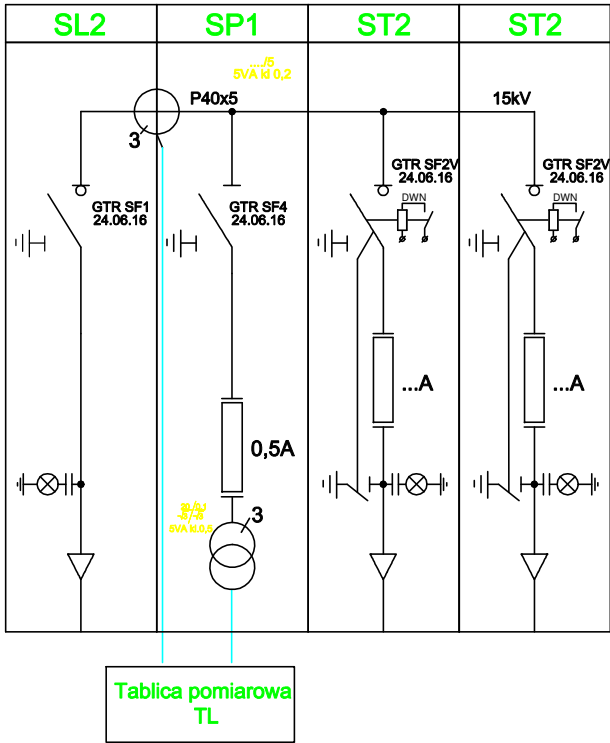 SL2 SP1 ST2 ST2
..../5
5VA kl 0,2
P40x5
15kV
3
GTR SF1
24.06.16
GTR SF4
24.06.16
GTR SF2V
24.06.16
GTR SF2V
24.06.16
DWN
DWN
...A
...A
0,5A
3
5VA kl 0,5
Tablica pomiarowa
TL